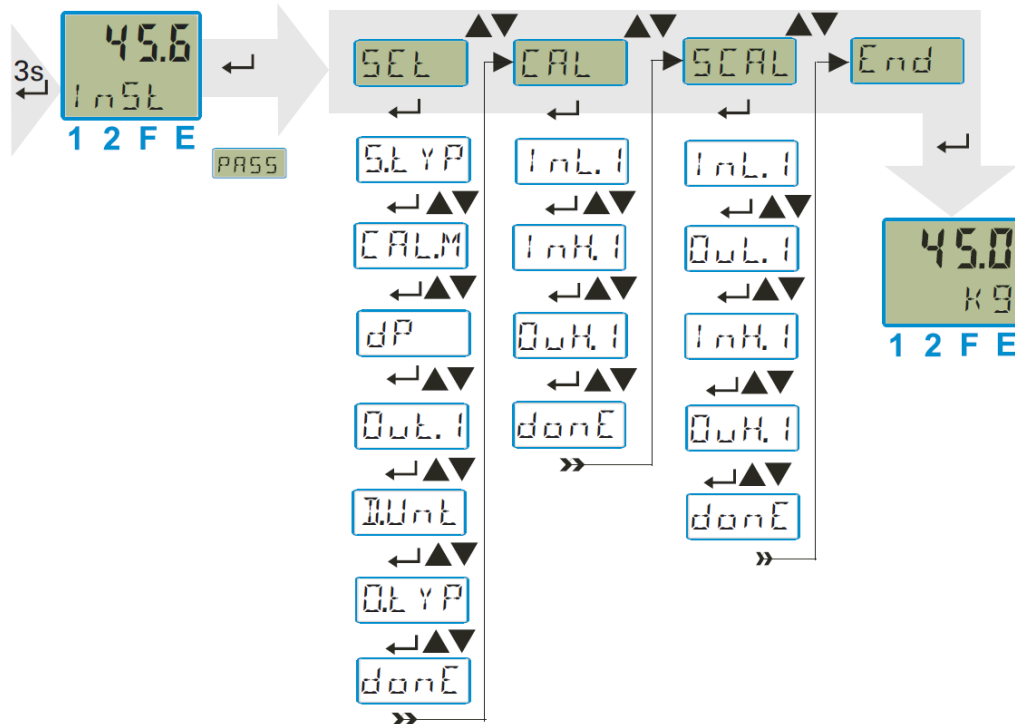 3s
45.6
InSt
1 2 F E
PASS
SEt
S.tYP
CAL.M
dP
Out.1
D.Unt
O.tYP
donE
CAL
InL.1
InH.1
OuH.1
donE
SCAL
InL.1
OuL.1
InH.1
OuH.1
donE
End
45.0
Kg
1 2 F E